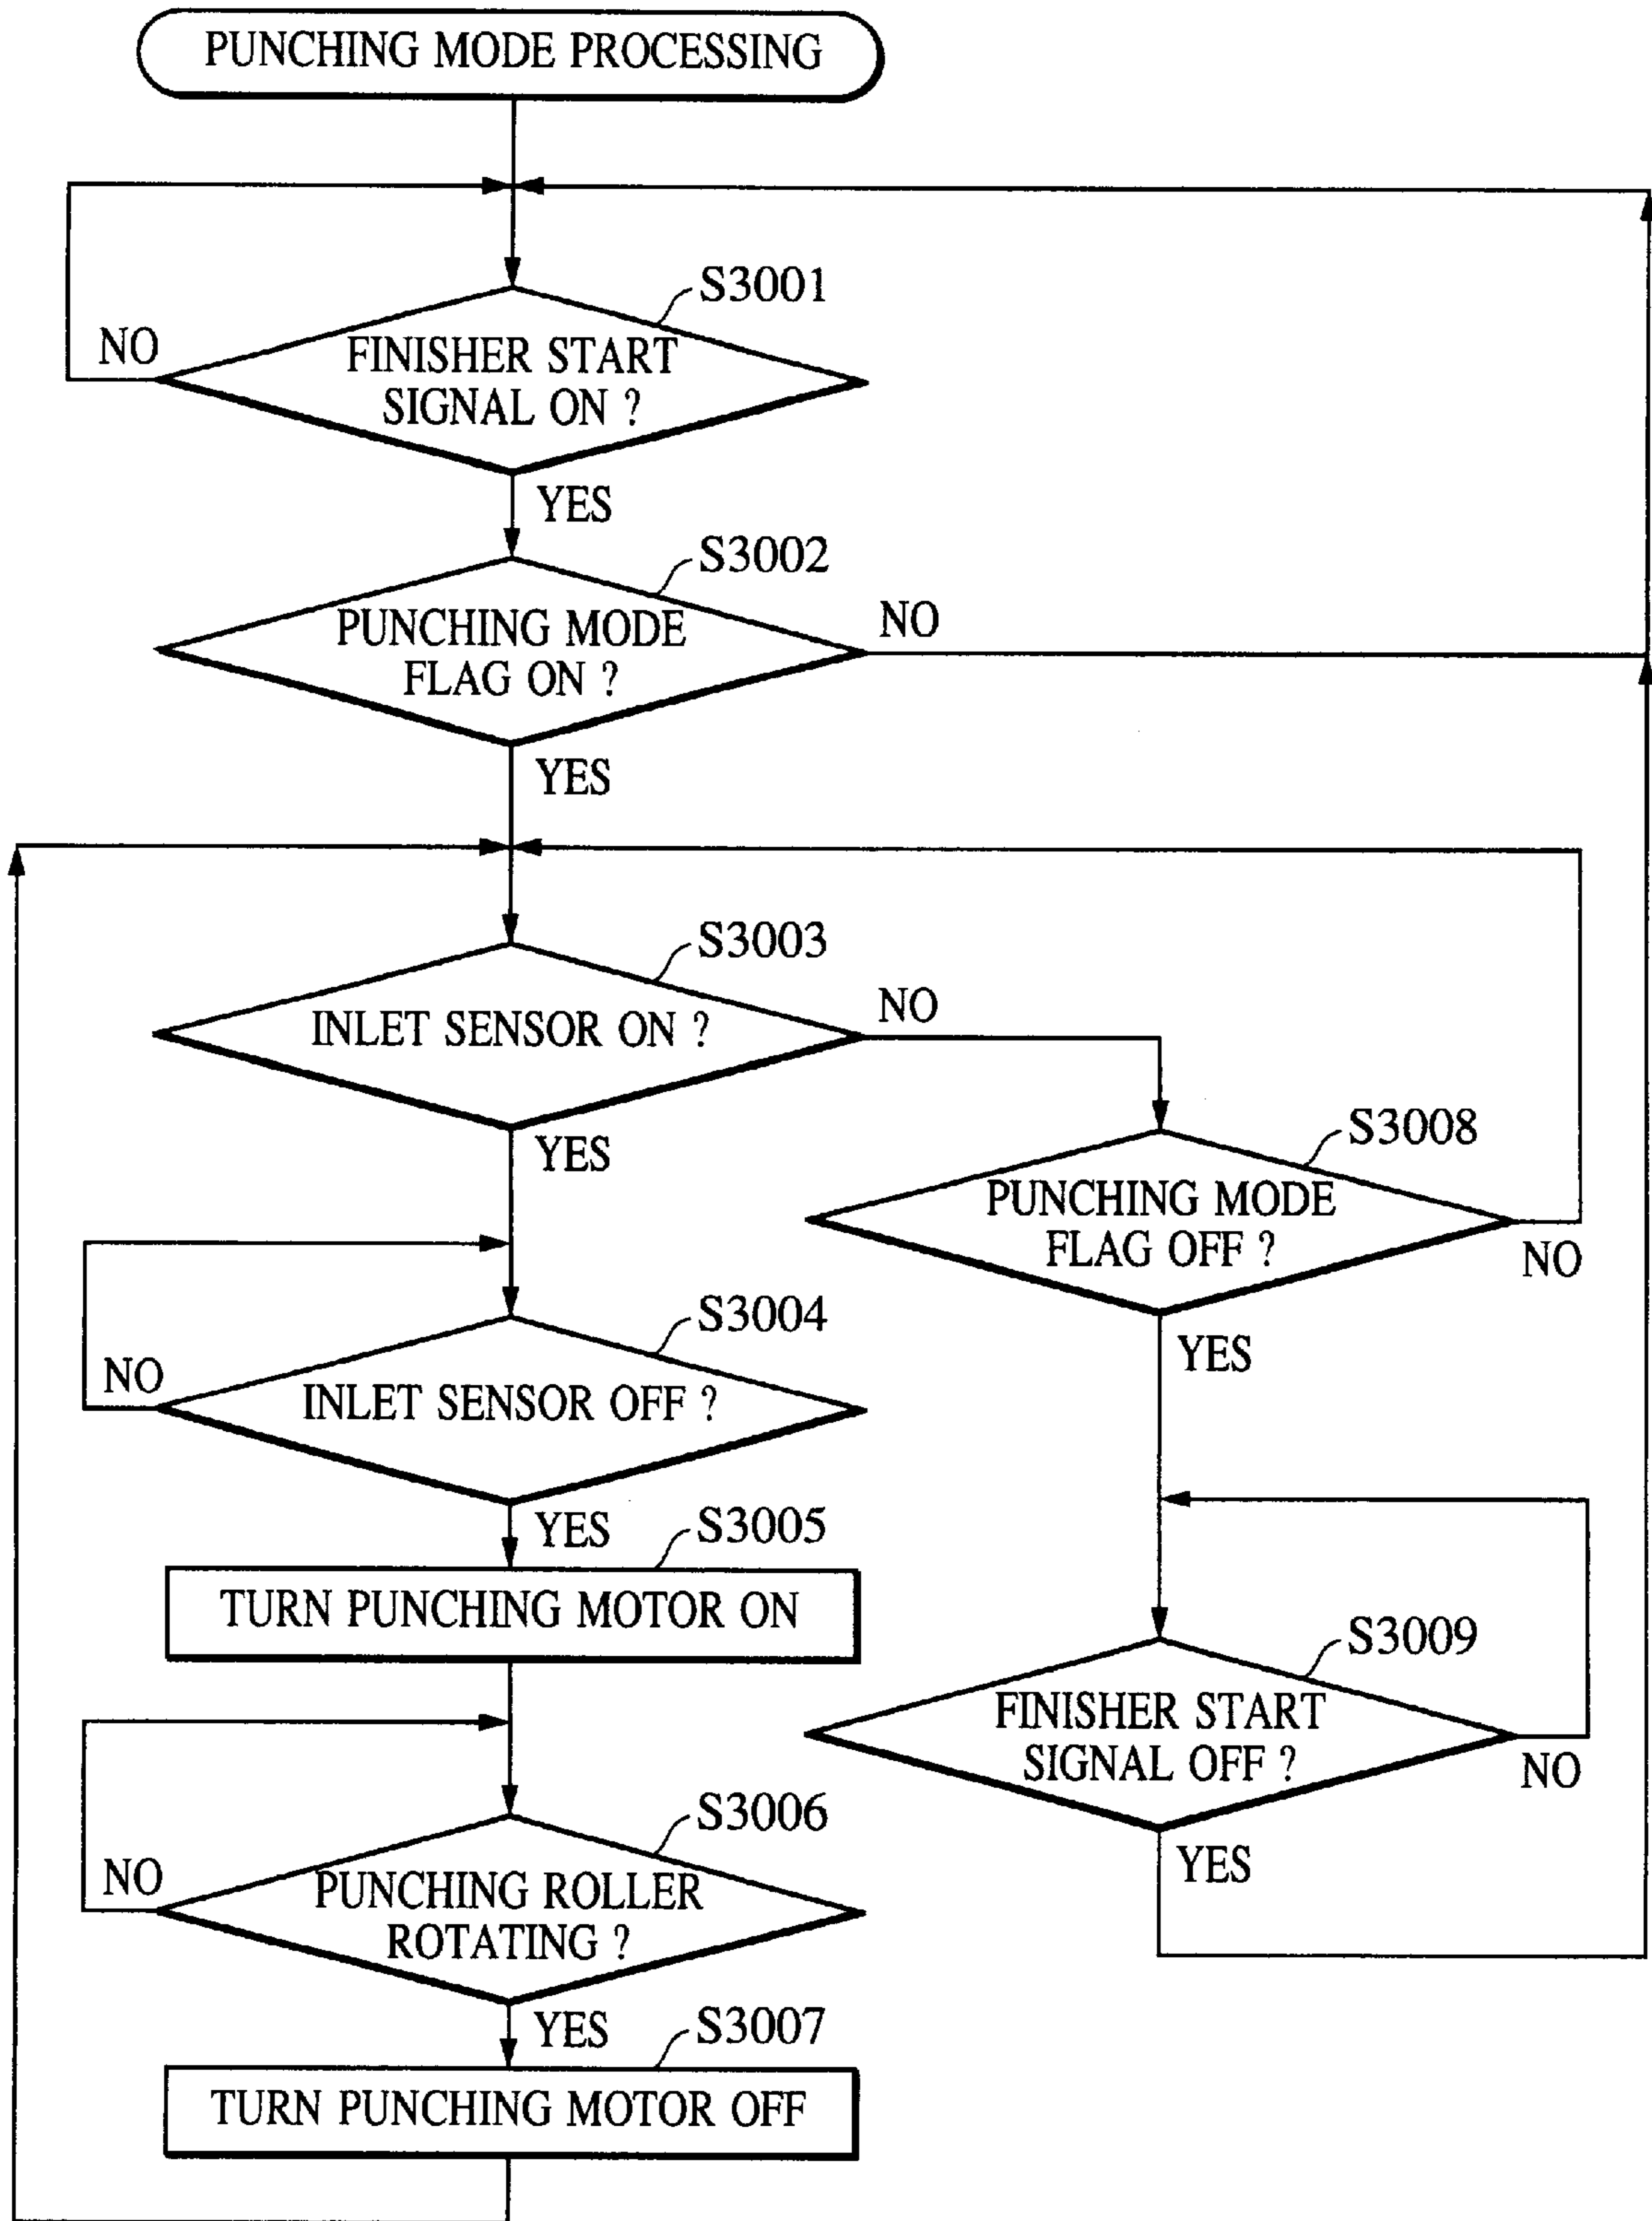 PUNCHING MODE PROCESSING
S3001
NO
FINISHER START
SIGNAL ON ?
YES
S3002
PUNCHING MODE
FLAG ON ?
NO
YES
S3003
INLET SENSOR ON ?
NO
YES
S3008
PUNCHING MODE
FLAG OFF ?
NO
YES
S3004
NO
INLET SENSOR OFF ?
YES
S3005
TURN PUNCHING MOTOR ON
S3009
FINISHER START
SIGNAL OFF ?
NO
YES
S3006
NO
PUNCHING ROLLER
ROTATING ?
YES
S3007
TURN PUNCHING MOTOR OFF